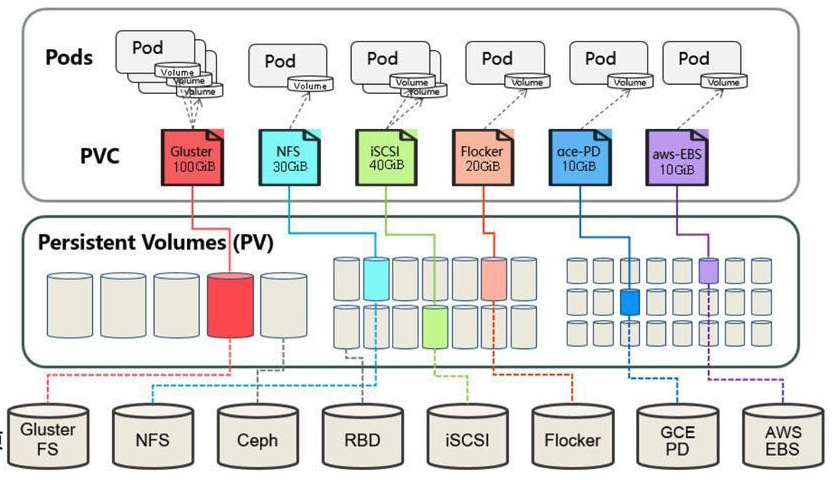 Pods
Pod
Volume
Volume
Volume
Pod
Volume
Pod
Volume
Volume
Pod
Volume
Pod
Volume
Pod
Volume
PVC
Gluster
100GiB
NFS
30GiB
iSCSI
40GiB
Flocker
20GiB
gce-PD
10GiB
aws-EBS
10GiB
Persistent Volumes (PV)
Gluster
FS
NFS
Ceph
RBD
iSCSI
Flocker
GCE
PD
AWS
EBS